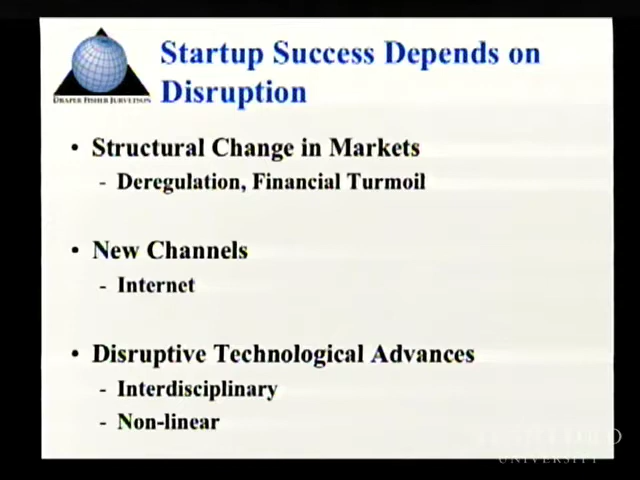 Startup Success Depends on
Disruption
DRAPER FISHER JURVETSON
• Structural Change in Markets
- Deregulation, Financial Turmoil
• New Channels
- Internet
• Disruptive Technological Advances
- Interdisciplinary
- Non-linear
STANFORD
UNIVERSITY